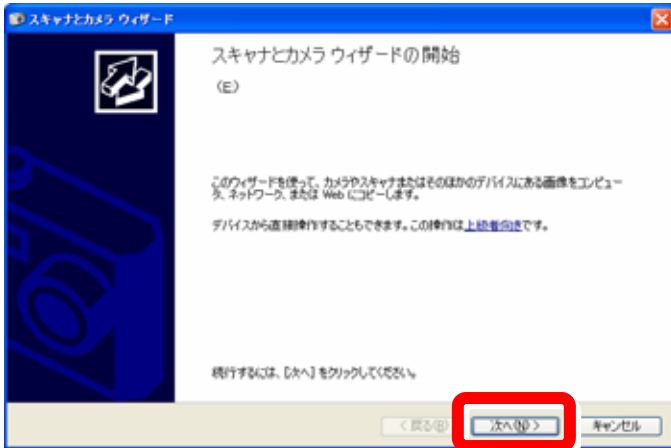 スキャナとカメラ ウィザード
スキャナとカメラ ウィザードの開始
(E:)
このウィザードを使って、カメラやスキャナまたはそのほかのデバイスにある画像をコンピュー
タ、ネットワーク、または Web にコピーします。
デバイスから直接操作することもできます。この操作は上級者向きです。
続行するには、[次へ] をクリックしてください。
< 戻る(B)
次へ(N) >
キャンセル